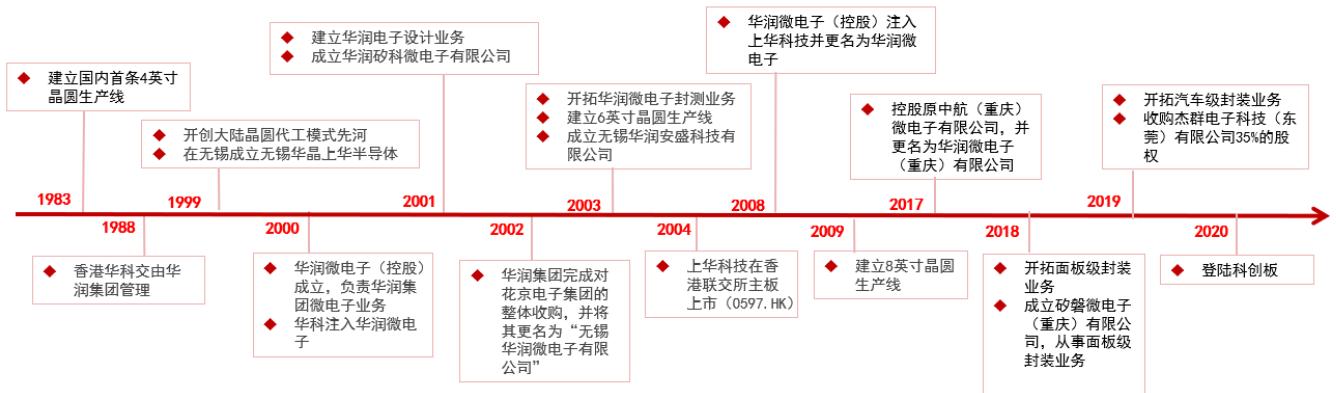 1983
建立国内首条4英寸
晶圆生产线
1988
香港华科交由华
润集团管理
1999
开创大陆晶圆代工模式先河
在无锡成立无锡华晶上华半导体
2000
华润微电子（控股）
成立，负责华润集
团微电子业务
华科注入华润微电
子
2001
建立华润电子设计业务
成立华润矽科微电子有限公司
2002
华润集团完成对
花京电子集团的
整体收购，并将
其更名为“无锡
华润微电子有限
公司”
2003
开拓华润微电子封测业务
建立6英寸晶圆生产线
成立无锡华润安盛科技有
限公司
2004
上华科技在香
港联交所主板
上市（0597.HK）
2008
华润微电子（控股）注入
上华科技并更名为华润微
电子
2009
建立8英寸晶圆
生产线
2017
控股原中航（重庆）
微电子有限公司，并
更名为华润微电子
（重庆）有限公司
2018
开拓面板级封装
业务
成立矽磐微电子
（重庆）有限公
司，从事面板级
封装业务
2019
开拓汽车级封装业务
收购杰群电子科技（东
莞）有限公司35%的股
权
2020
登陆科创板